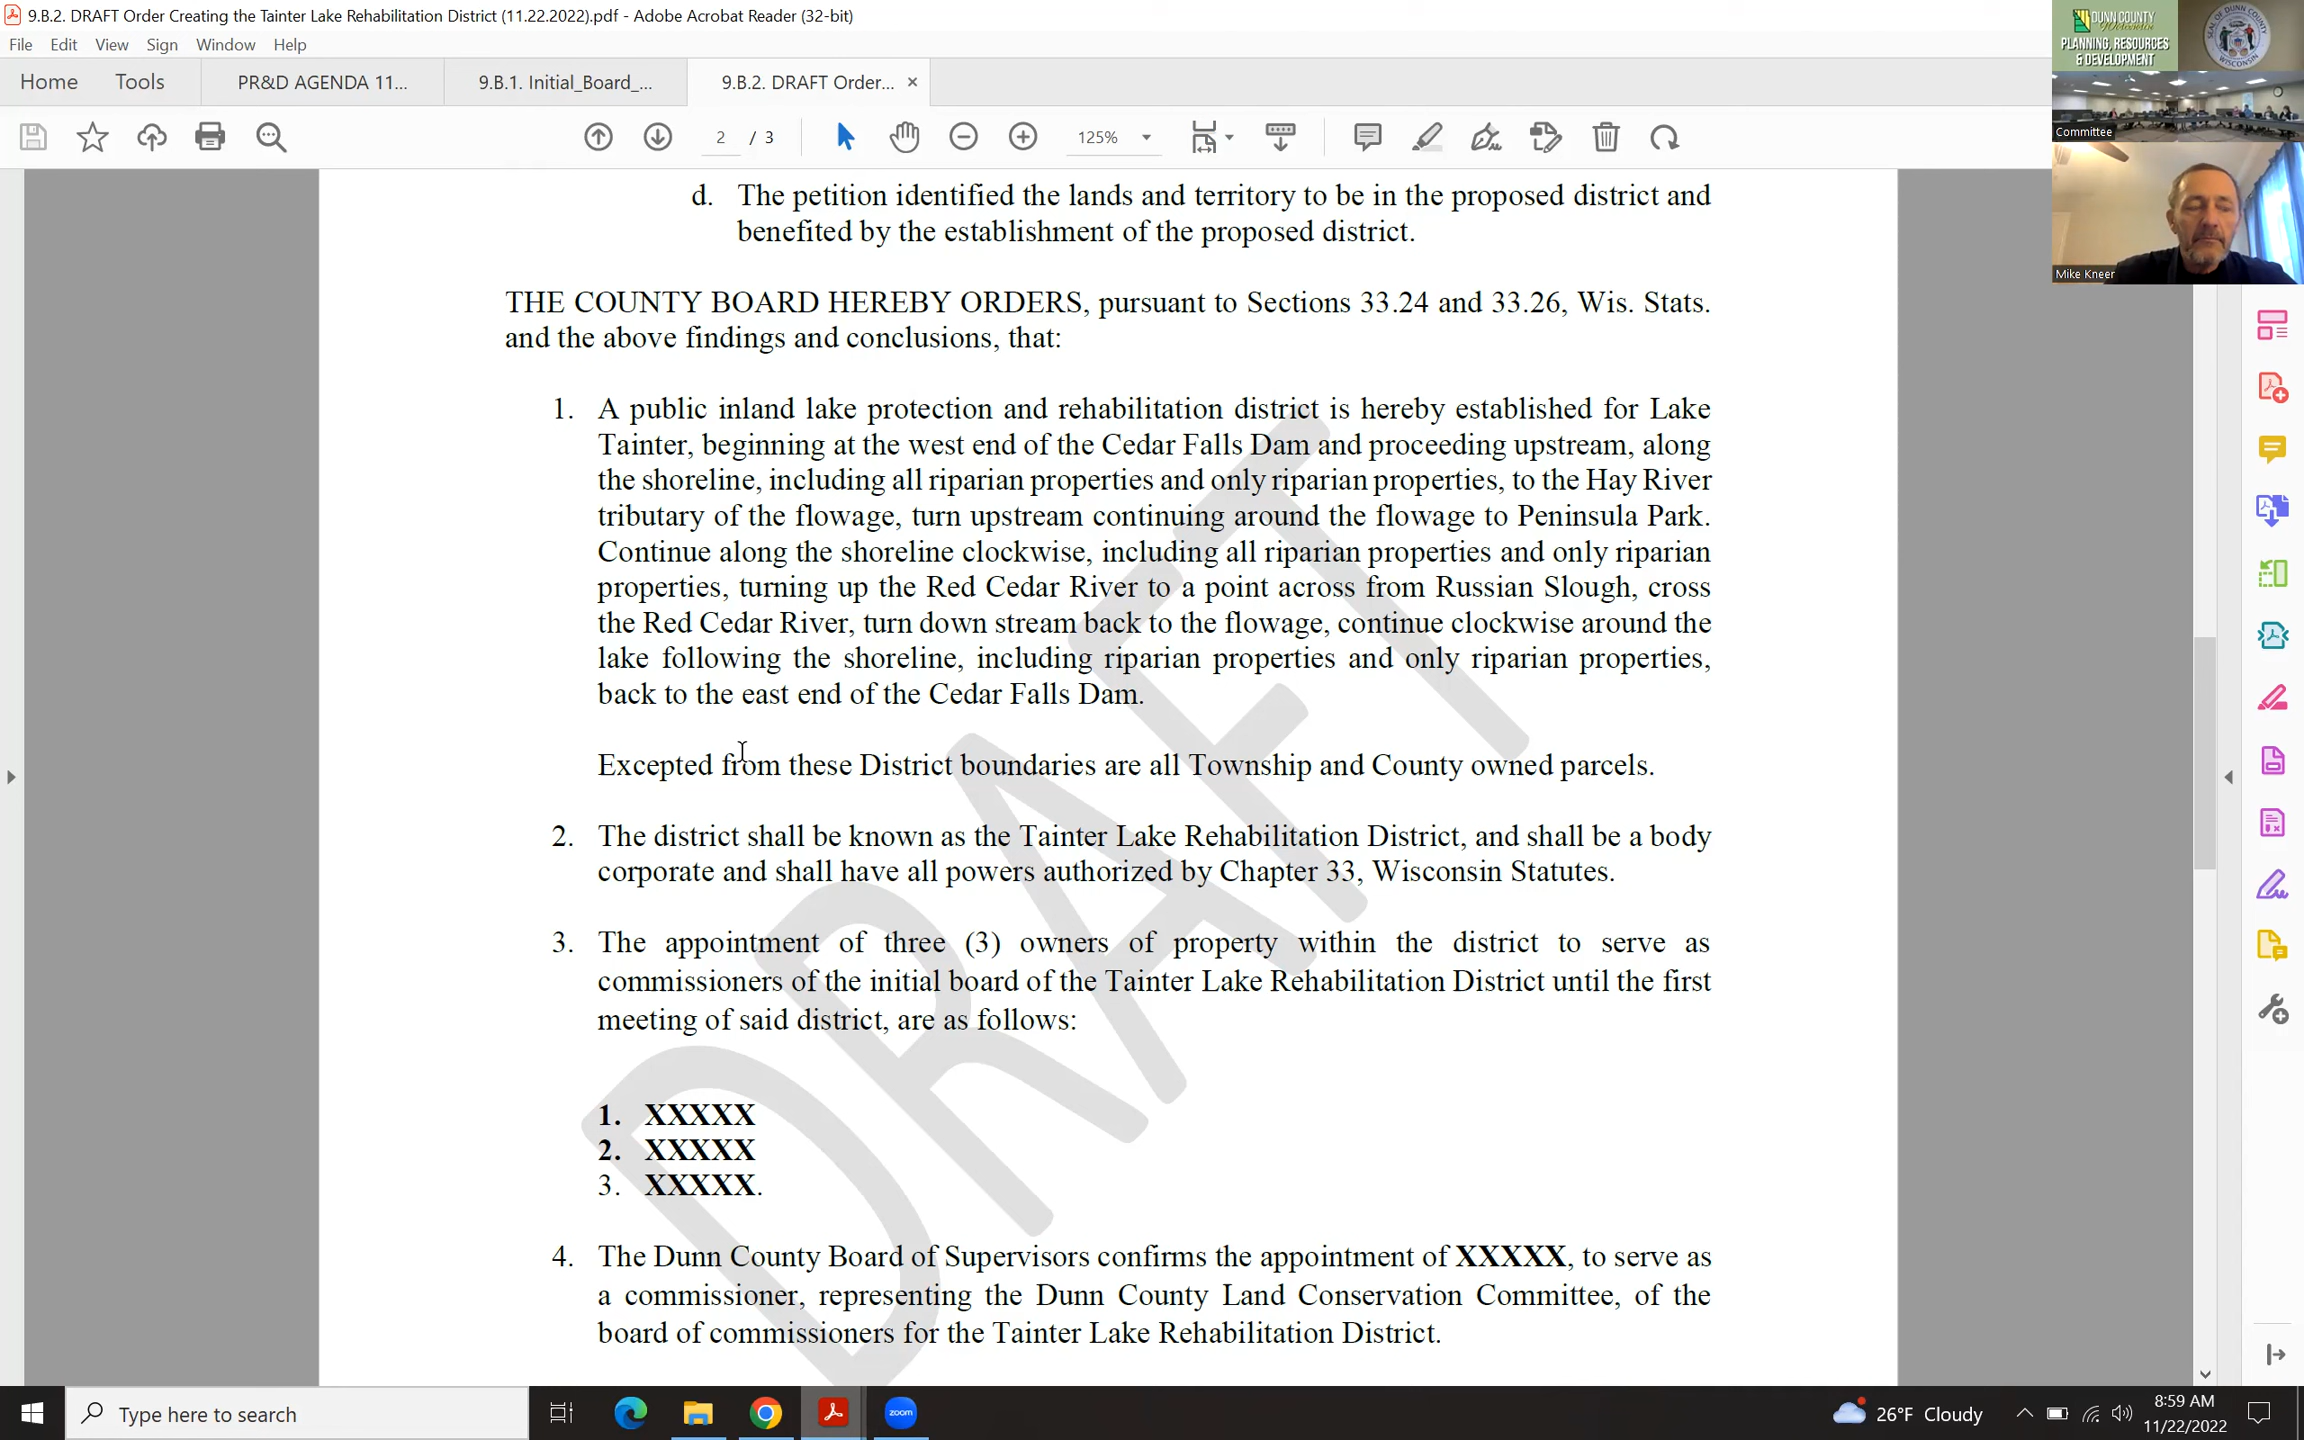 9.B.2. DRAFT Order Creating the Tainter Lake Rehabilitation District (11.22.2022).pdf - Adobe Acrobat Reader (32-bit)
File Edit View Sign Window Help
Home Tools PR&D AGENDA 11... 9.B.1. Initial_Board_... 9.B.2. DRAFT Order... ×
2 / 3 125%
DUNN COUNTY
Wisconsin
PLANNING, RESOURCES
& DEVELOPMENT
SEAL OF DUNN COUNTY
WISCONSIN
Committee
Mike Kneer
d. The petition identified the lands and territory to be in the proposed district and
benefited by the establishment of the proposed district.
THE COUNTY BOARD HEREBY ORDERS, pursuant to Sections 33.24 and 33.26, Wis. Stats.
and the above findings and conclusions, that:
1. A public inland lake protection and rehabilitation district is hereby established for Lake
Tainter, beginning at the west end of the Cedar Falls Dam and proceeding upstream, along
the shoreline, including all riparian properties and only riparian properties, to the Hay River
tributary of the flowage, turn upstream continuing around the flowage to Peninsula Park.
Continue along the shoreline clockwise, including all riparian properties and only riparian
properties, turning up the Red Cedar River to a point across from Russian Slough, cross
the Red Cedar River, turn down stream back to the flowage, continue clockwise around the
lake following the shoreline, including riparian properties and only riparian properties,
back to the east end of the Cedar Falls Dam.
Excepted from these District boundaries are all Township and County owned parcels.
2. The district shall be known as the Tainter Lake Rehabilitation District, and shall be a body
corporate and shall have all powers authorized by Chapter 33, Wisconsin Statutes.
3. The appointment of three (3) owners of property within the district to serve as
commissioners of the initial board of the Tainter Lake Rehabilitation District until the first
meeting of said district, are as follows:
1. XXXXX
2. XXXXX
3. XXXXX.
4. The Dunn County Board of Supervisors confirms the appointment of XXXXX, to serve as
a commissioner, representing the Dunn County Land Conservation Committee, of the
board of commissioners for the Tainter Lake Rehabilitation District.
DRAFT
Type here to search
zoom
26°F Cloudy
8:59 AM
11/22/2022